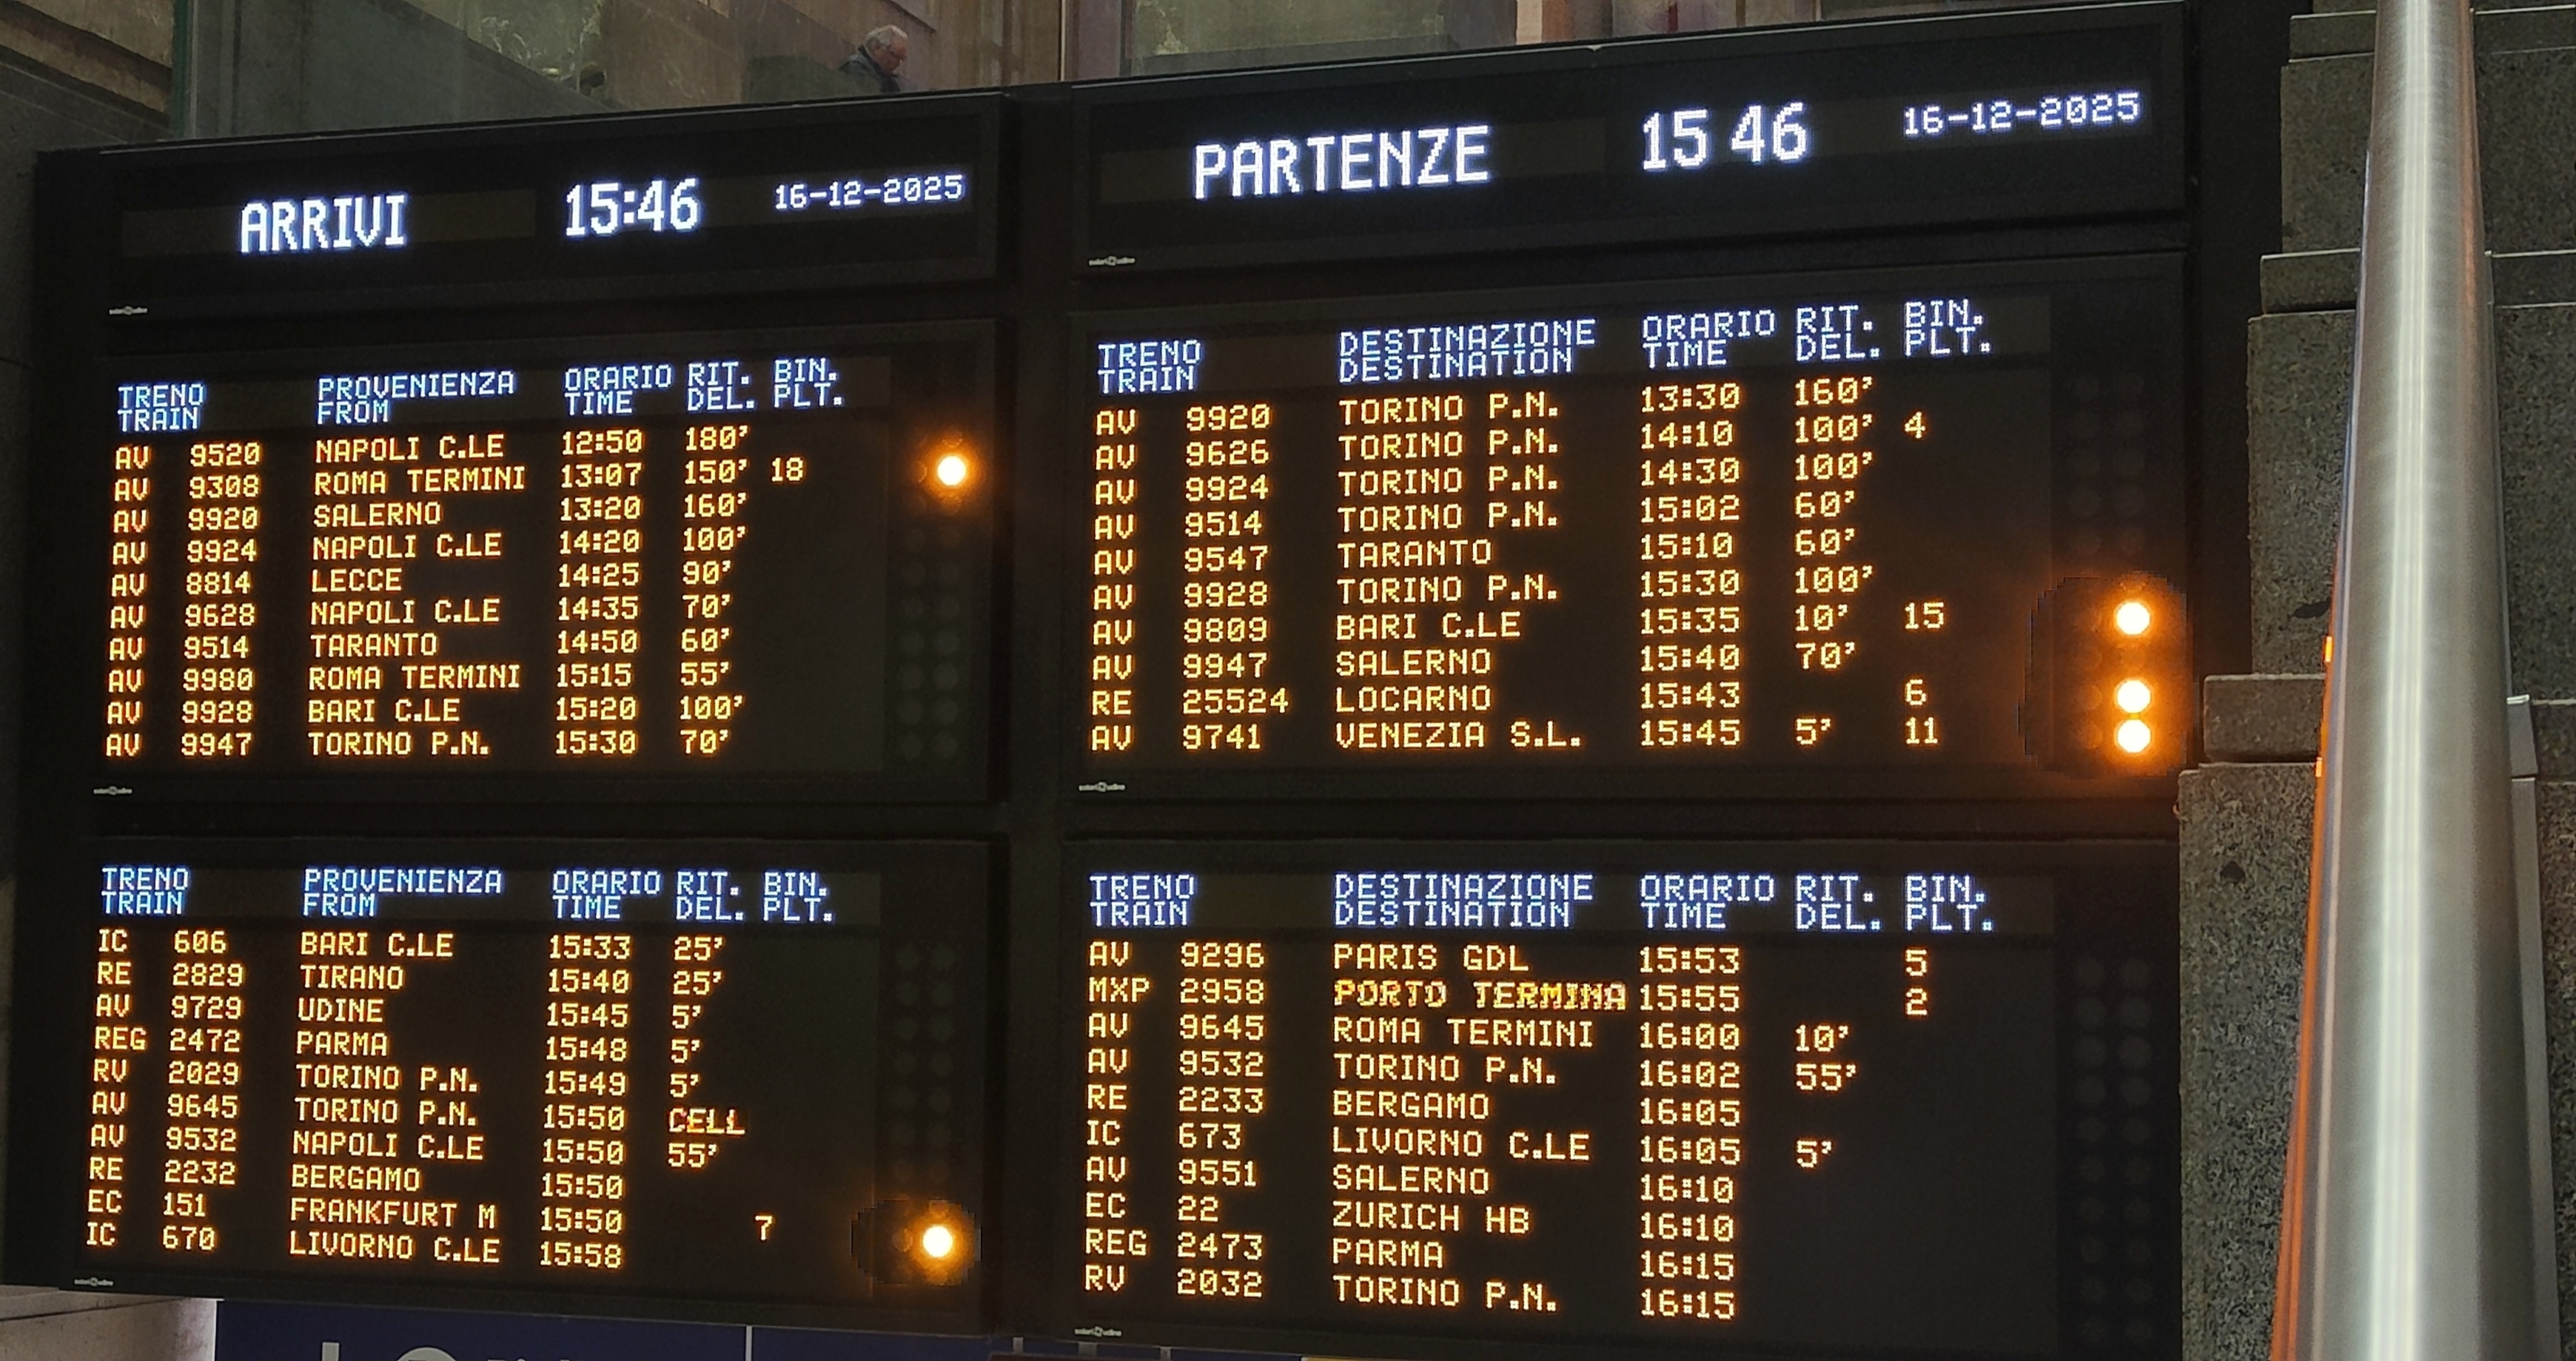 ARRIVI 15:46 16-12-2025
TRENO PROVENIENZA ORARIO RIT. BIN.
TRAIN FROM TIME DEL. PLT.
AV 9520 NAPOLI C.LE 12:50 180'
AV 9308 ROMA TERMINI 13:07 150' 18
AV 9920 SALERNO 13:20 160'
AV 9924 NAPOLI C.LE 14:20 100'
AV 8814 LECCE 14:25 90'
AV 9628 NAPOLI C.LE 14:35 70'
AV 9514 TARANTO 14:50 60'
AV 9980 ROMA TERMINI 15:15 55'
AV 9928 BARI C.LE 15:20 100'
AV 9947 TORINO P.N. 15:30 70'
TRENO PROVENIENZA ORARIO RIT. BIN.
TRAIN FROM TIME DEL. PLT.
IC 606 BARI C.LE 15:33 25'
RE 2829 TIRANO 15:40 25'
AV 9729 UDINE 15:45 5'
REG 2472 PARMA 15:48 5'
RV 2029 TORINO P.N. 15:49 5'
AV 9645 TORINO P.N. 15:50 CELL
AV 9532 NAPOLI C.LE 15:50 55'
RE 2232 BERGAMO 15:50
EC 151 FRANKFURT M 15:50 7
IC 670 LIVORNO C.LE 15:58
PARTENZE 15 46 16-12-2025
TRENO DESTINAZIONE ORARIO RIT. BIN.
TRAIN DESTINATION TIME DEL. PLT.
AV 9920 TORINO P.N. 13:30 160'
AV 9626 TORINO P.N. 14:10 100' 4
AV 9924 TORINO P.N. 14:30 100'
AV 9514 TORINO P.N. 15:02 60'
AV 9547 TARANTO 15:10 60'
AV 9928 TORINO P.N. 15:30 100'
AV 9809 BARI C.LE 15:35 10' 15
AV 9947 SALERNO 15:40 70'
RE 25524 LOCARNO 15:43 6
AV 9741 VENEZIA S.L. 15:45 5' 11
TRENO DESTINAZIONE ORARIO RIT. BIN.
TRAIN DESTINATION TIME DEL. PLT.
AV 9296 PARIS GDL 15:53 5
MXP 2958 PORTO TERMINA 15:55 2
AV 9645 ROMA TERMINI 16:00 10'
AV 9532 TORINO P.N. 16:02 55'
RE 2233 BERGAMO 16:05
IC 673 LIVORNO C.LE 16:05 5'
AV 9551 SALERNO 16:10
EC 22 ZURICH HB 16:10
REG 2473 PARMA 16:15
RV 2032 TORINO P.N. 16:15